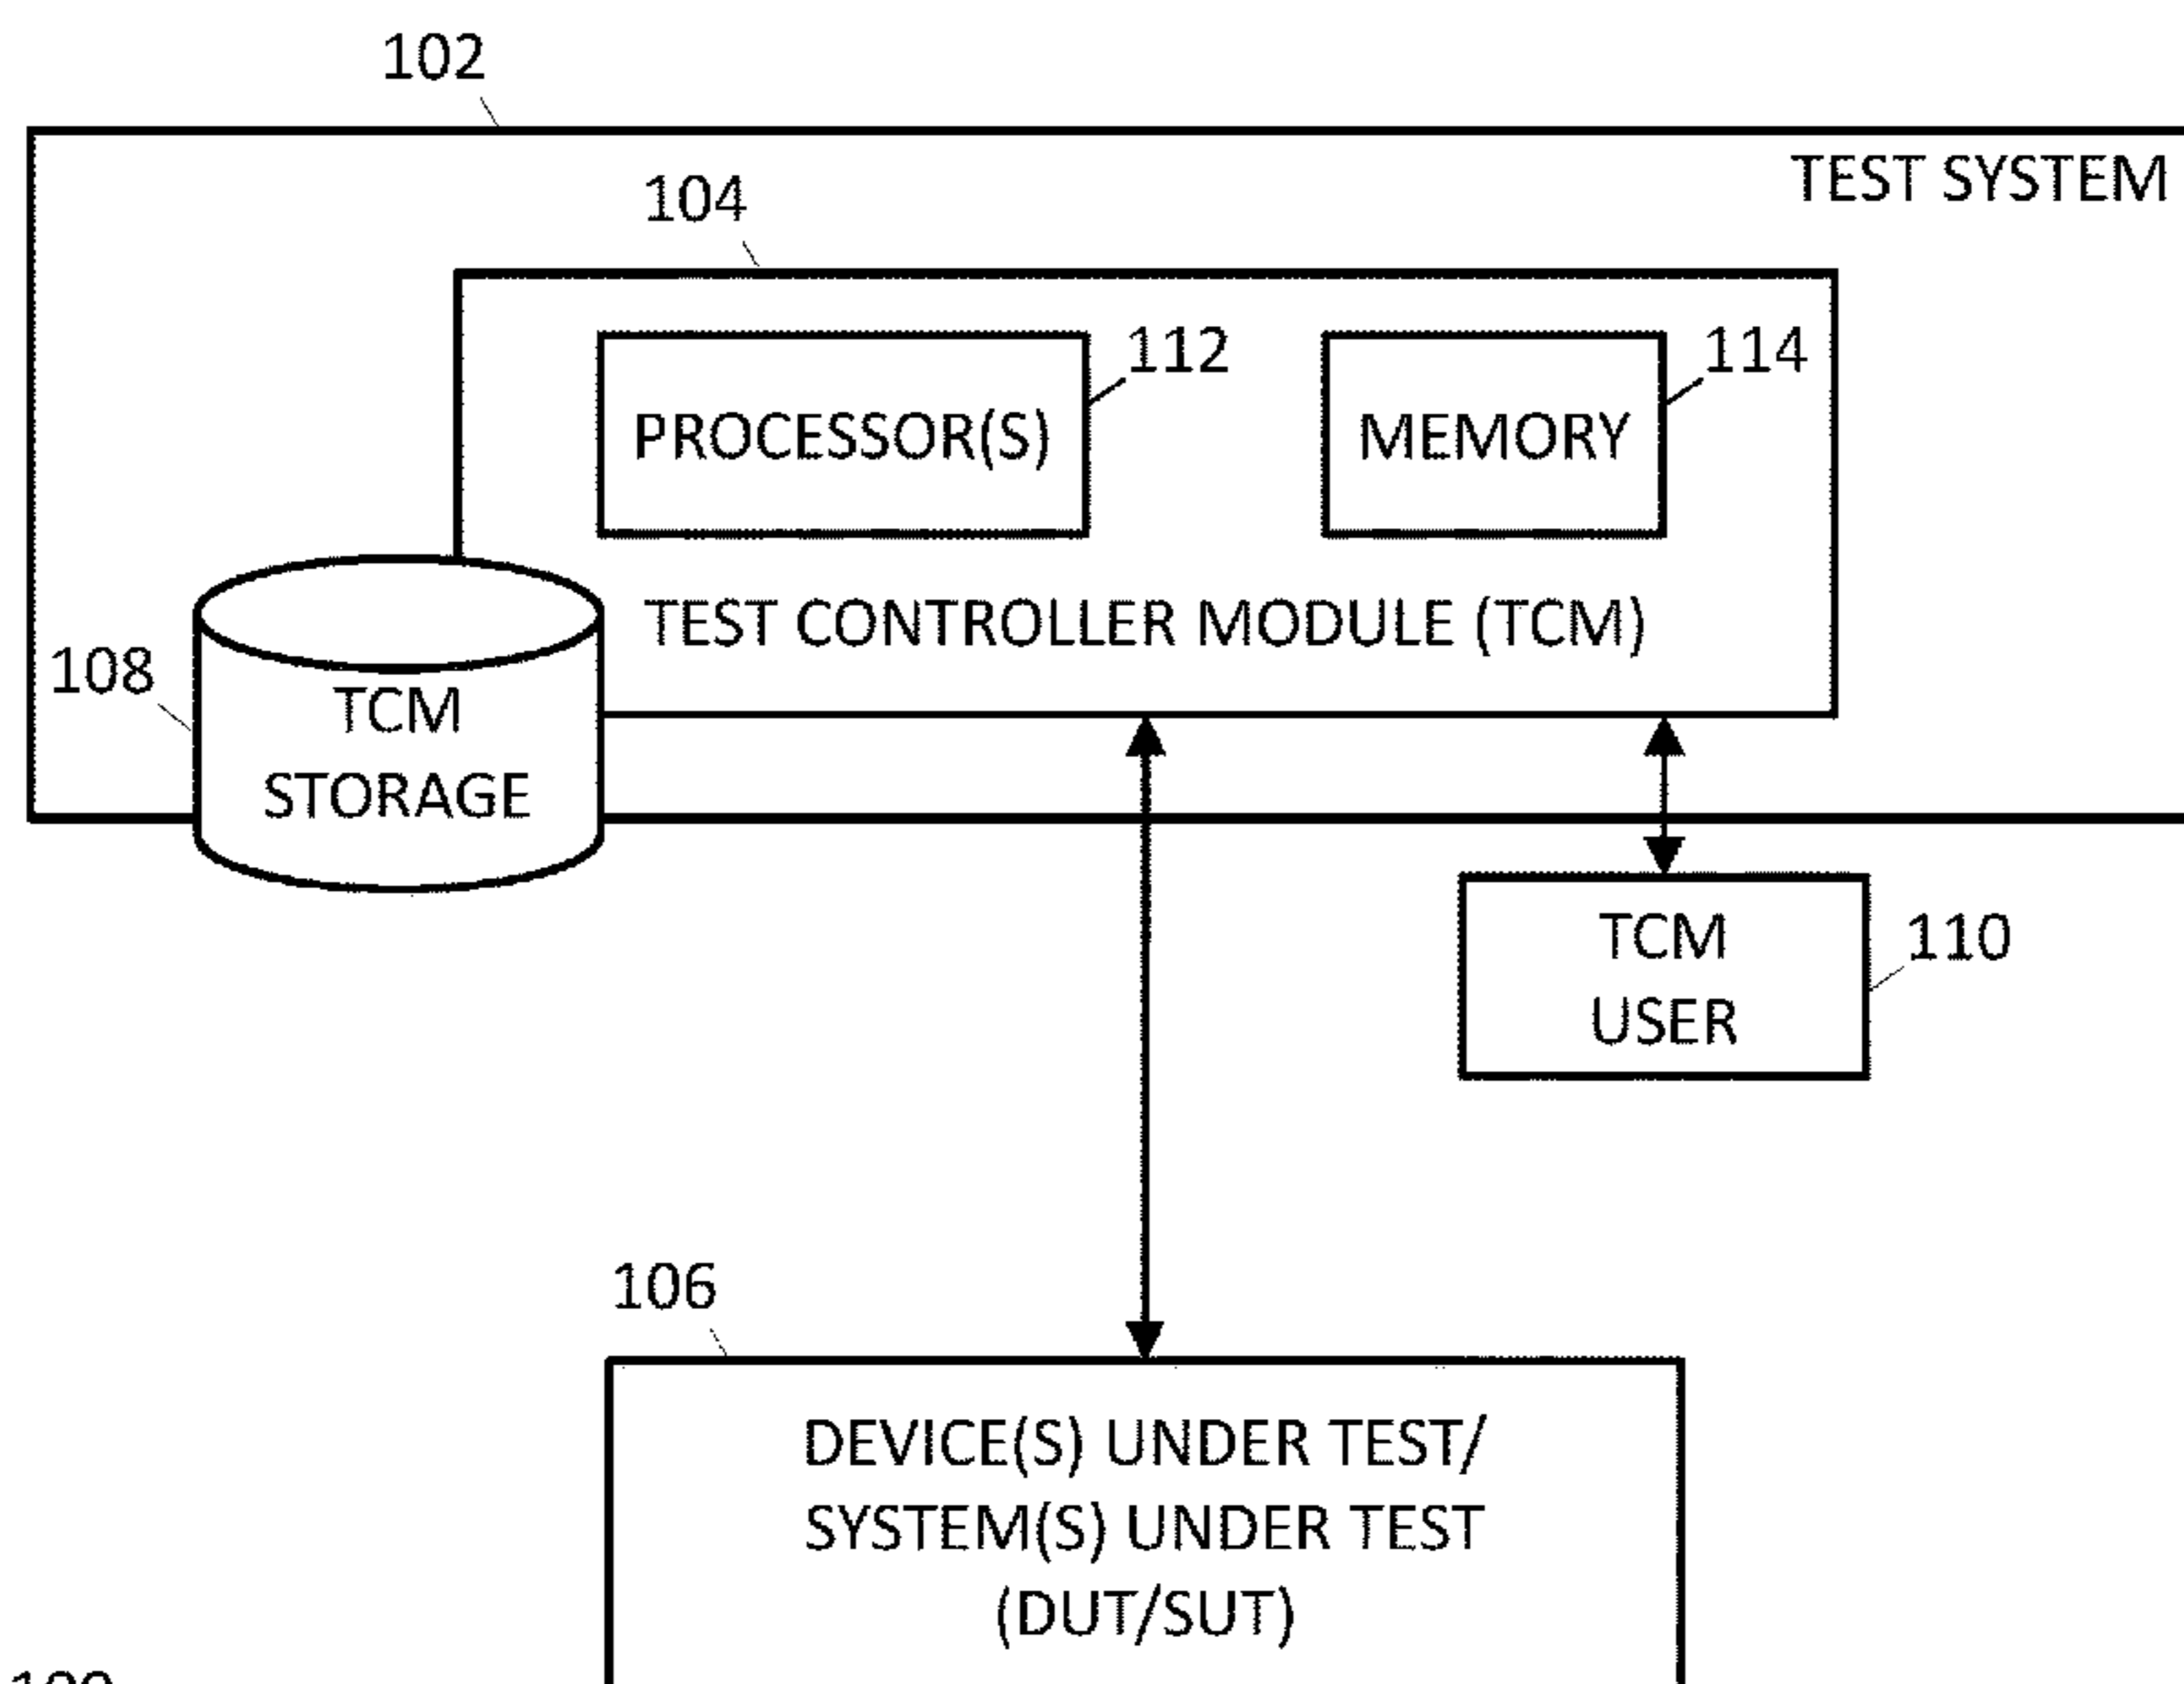 102
TEST SYSTEM
104
112
114
PROCESSOR(S)
MEMORY
TEST CONTROLLER MODULE (TCM)
108
TCM
STORAGE
TCM
USER
110
106
DEVICE(S) UNDER TEST/
SYSTEM(S) UNDER TEST
(DUT/SUT)